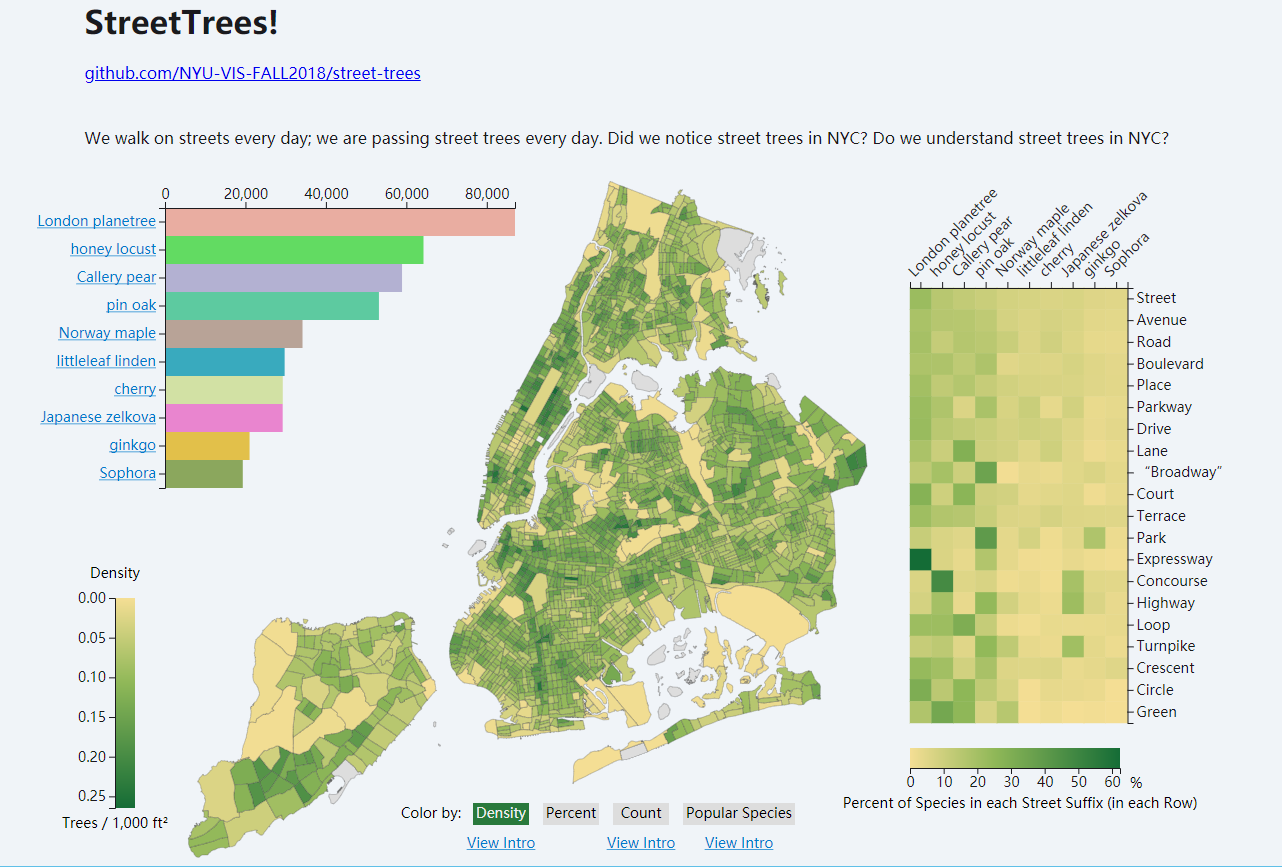 StreetTrees!
github.com/NYU-VIS-FALL2018/street-trees
We walk on streets every day; we are passing street trees every day. Did we notice street trees in NYC? Do we understand street trees in NYC?
0 20,000 40,000 60,000 80,000
London planetree
honey locust
Callery pear
pin oak
Norway maple
littleleaf linden
cherry
Japanese zelkova
ginkgo
Sophora
Density
0.00
0.05
0.10
0.15
0.20
0.25
Trees / 1,000 ft²
Color by: Density Percent Count Popular Species
View Intro View Intro View Intro
London planetree
honey locust
Callery pear
pin oak
Norway maple
littleleaf linden
cherry
Japanese zelkova
ginkgo
Sophora
Street
Avenue
Road
Boulevard
Place
Parkway
Drive
Lane
“Broadway”
Court
Terrace
Park
Expressway
Concourse
Highway
Loop
Turnpike
Crescent
Circle
Green
0 10 20 30 40 50 60 %
Percent of Species in each Street Suffix (in each Row)